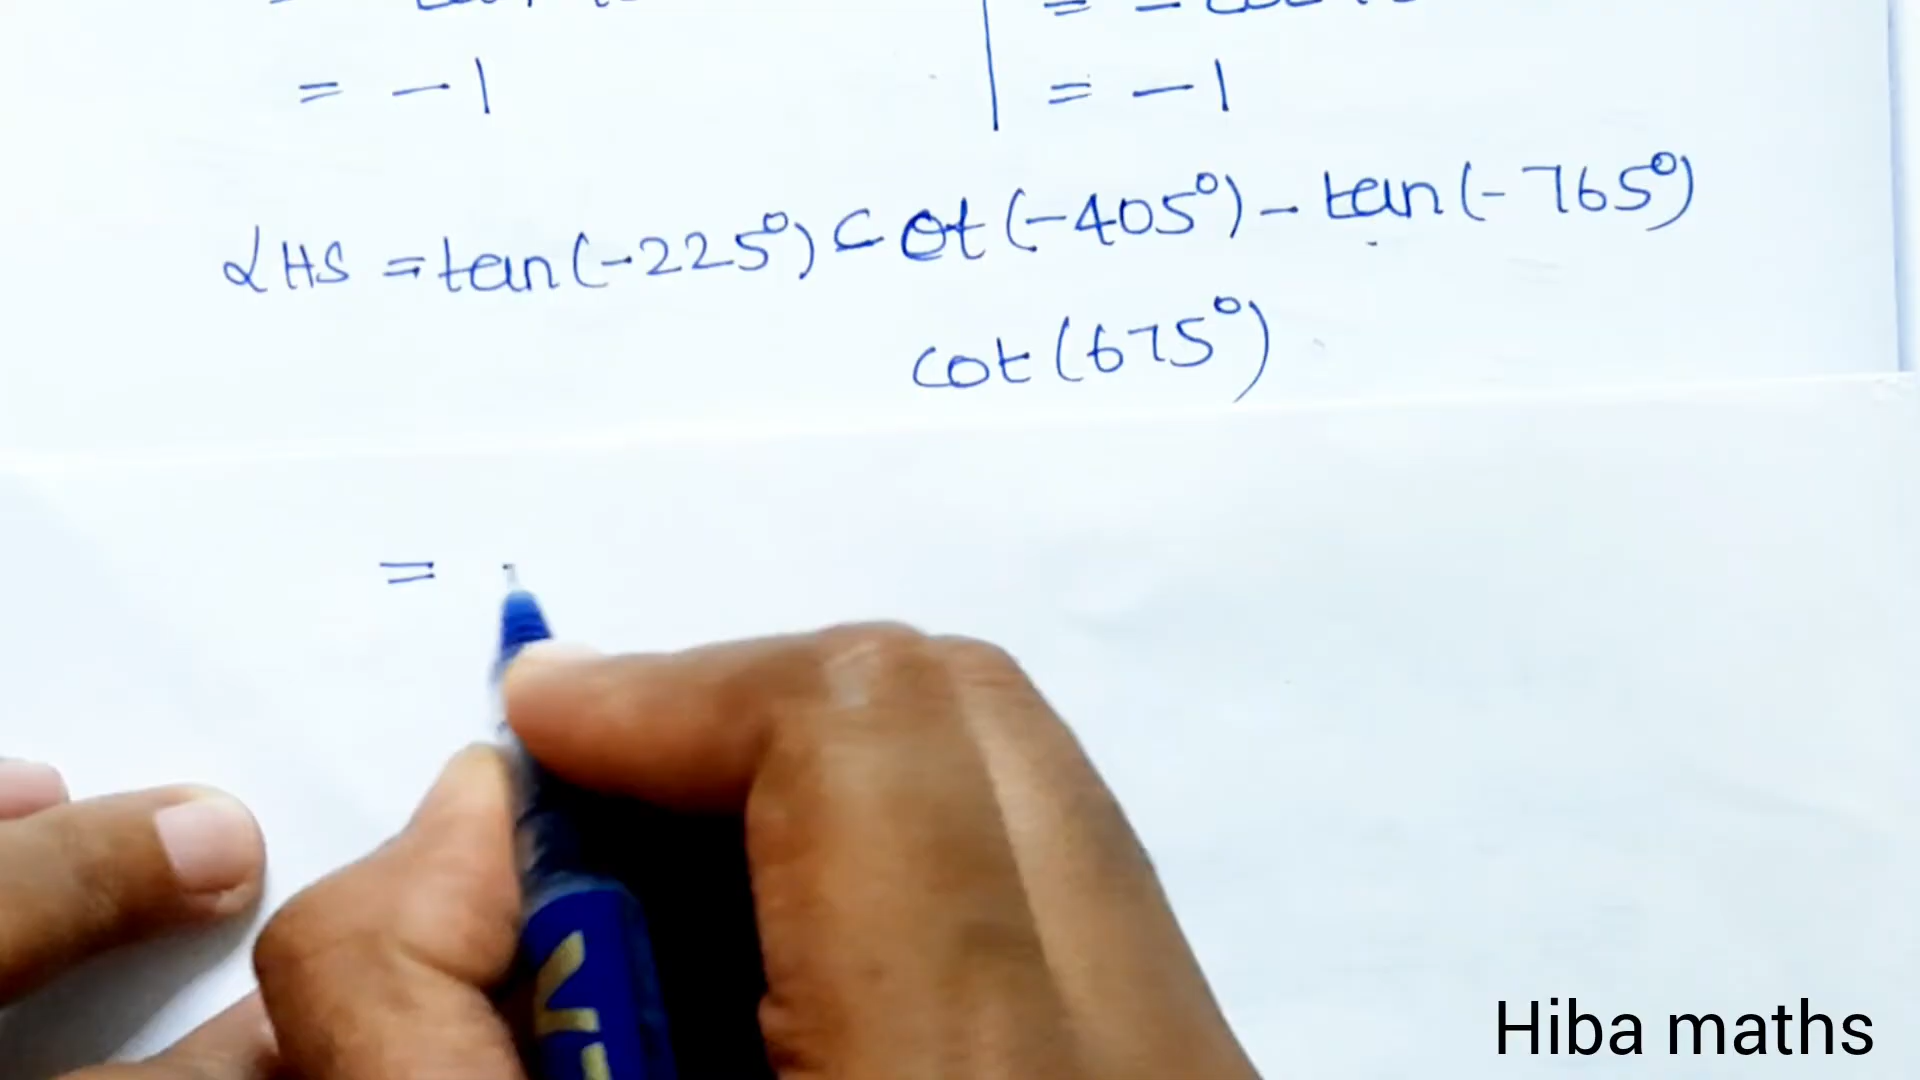 = -1 = -1
LHS = tan(-225°) cot(-405°) - tan(-765°)
cot(675°)
=
Hiba maths